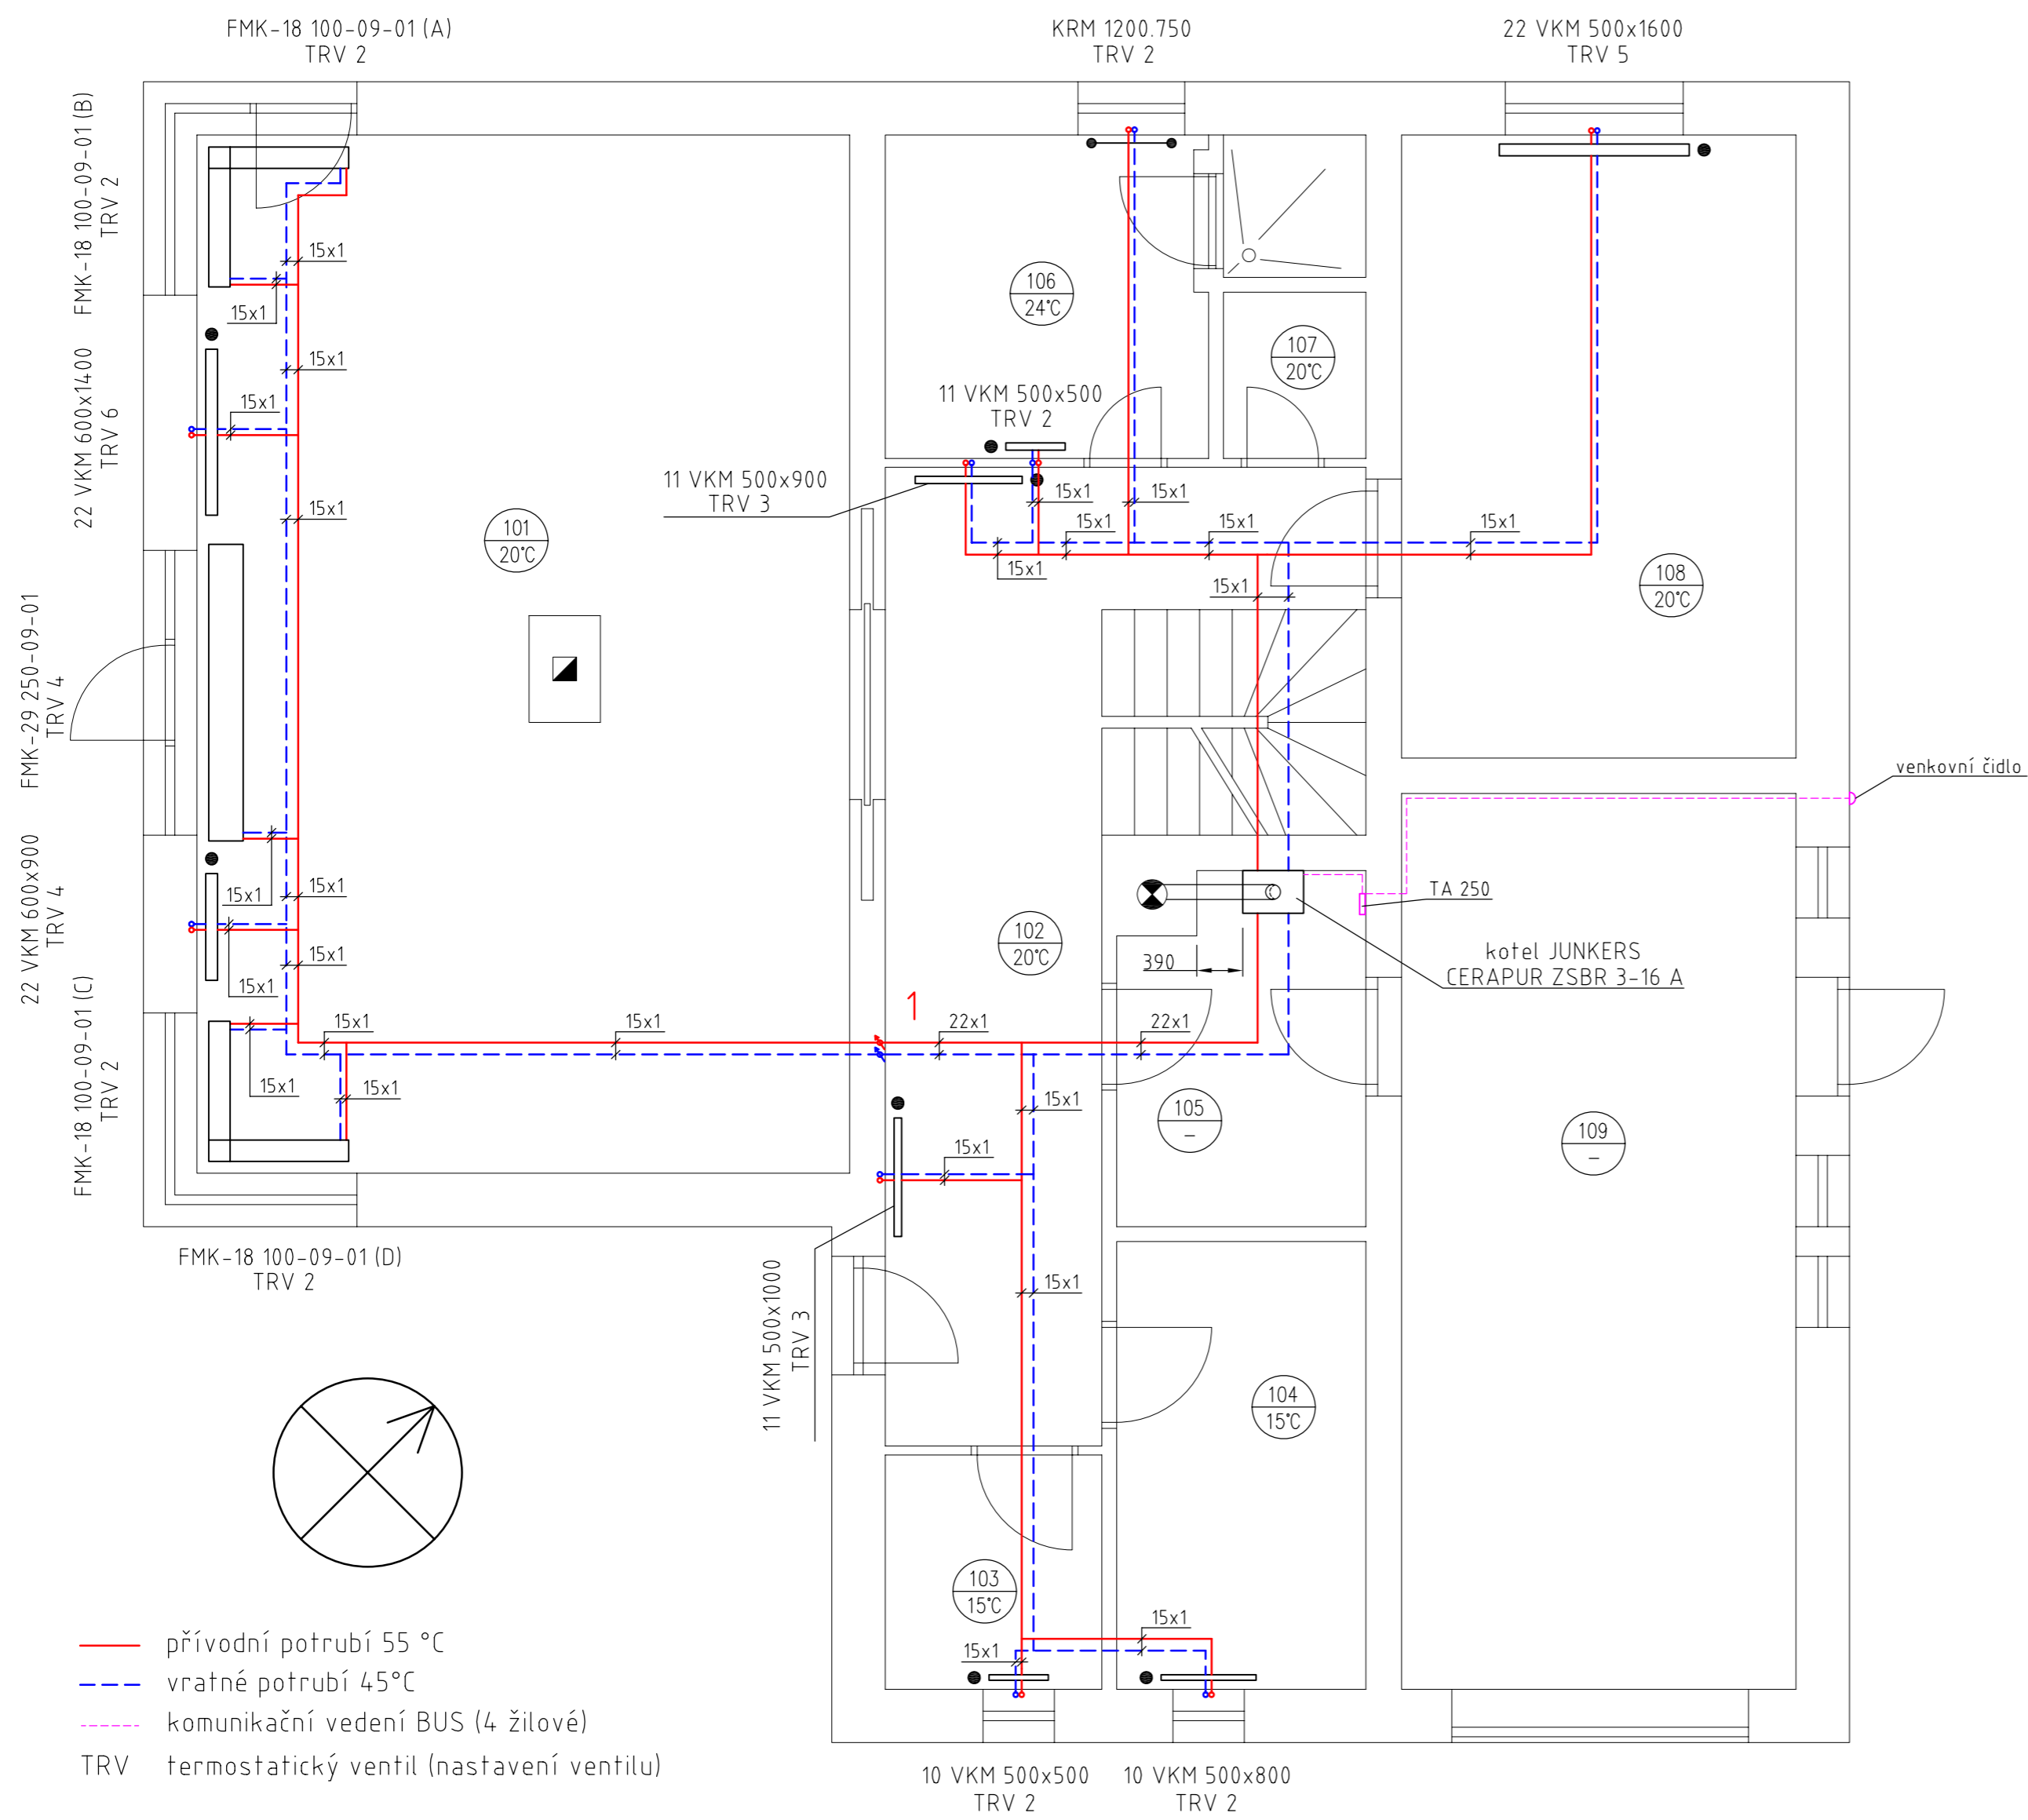 FMK-18 100-09-01 (A)
TRV 2
KRM 1200.750
TRV 2
22 VKM 500x1600
TRV 5
FMK-18 100-09-01 (B)
TRV 2
22 VKM 600x1400
TRV 6
FMK-29 250-09-01
TRV 4
22 VKM 600x900
TRV 4
FMK-18 100-09-01 (C)
TRV 2
FMK-18 100-09-01 (D)
TRV 2
15x1
15x1
15x1
15x1
15x1
15x1
15x1
15x1
15x1
15x1
15x1
15x1
15x1
15x1
101
20°C
106
24°C
107
20°C
11 VKM 500x500
TRV 2
11 VKM 500x900
TRV 3
15x1
15x1
15x1
15x1
15x1
15x1
15x1
108
20°C
venkovní čidlo
TA 250
kotel JUNKERS
CERAPUR ZSBR 3-16 A
390
102
20°C
1
22x1
22x1
15x1
15x1
15x1
105
–
109
–
11 VKM 500x1000
TRV 3
104
15°C
103
15°C
15x1
15x1
10 VKM 500x500
TRV 2
10 VKM 500x800
TRV 2
přívodní potrubí 55 °C
vratné potrubí 45°C
komunikační vedení BUS (4 žilové)
TRV termostatický ventil (nastavení ventilu)